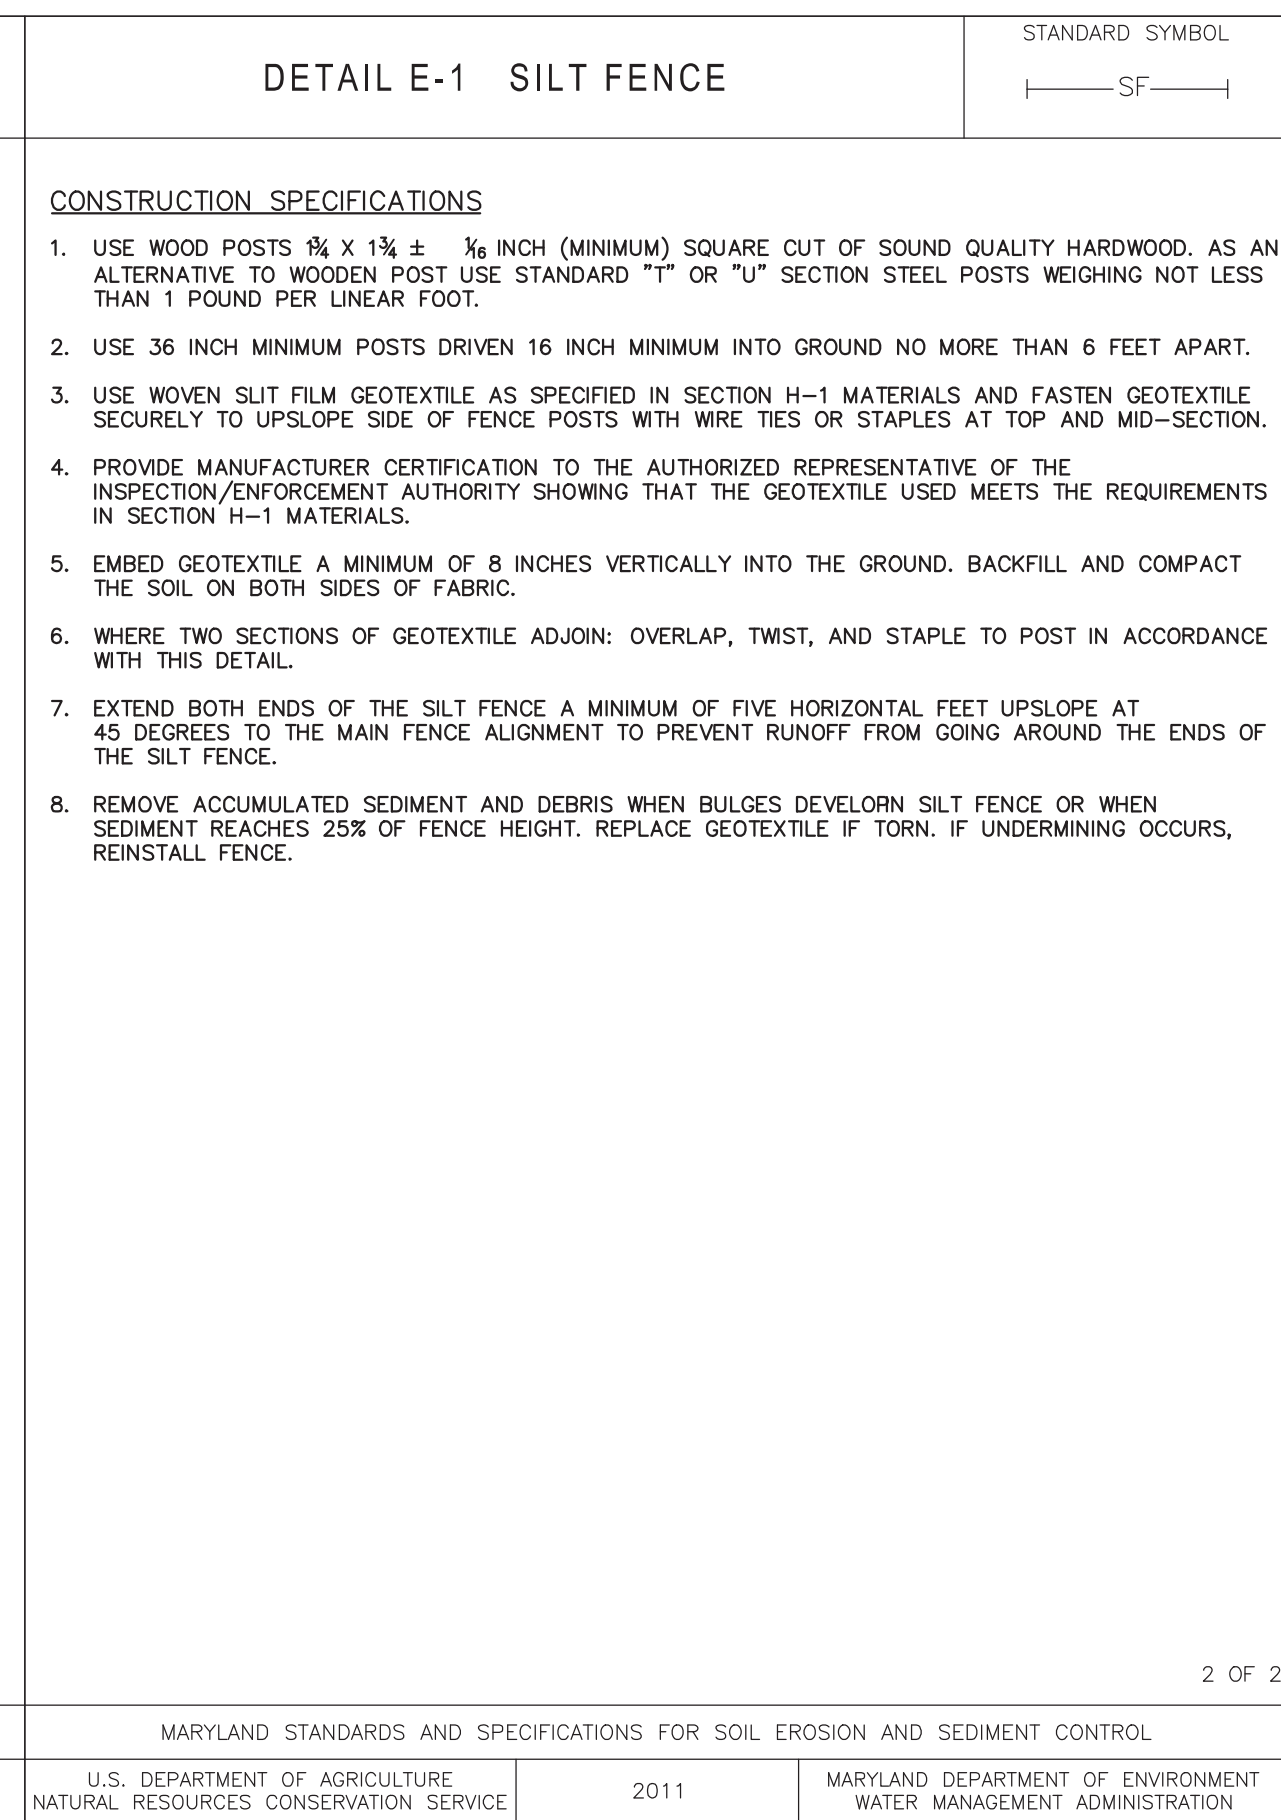 STANDARD SYMBOL
DETAIL E-1 SILT FENCE
SF
CONSTRUCTION SPECIFICATIONS
1. USE WOOD POSTS 1¾ X 1¾ ± 1/16 INCH (MINIMUM) SQUARE CUT OF SOUND QUALITY HARDWOOD. AS AN
ALTERNATIVE TO WOODEN POST USE STANDARD "T" OR "U" SECTION STEEL POSTS WEIGHING NOT LESS
THAN 1 POUND PER LINEAR FOOT.
2. USE 36 INCH MINIMUM POSTS DRIVEN 16 INCH MINIMUM INTO GROUND NO MORE THAN 6 FEET APART.
3. USE WOVEN SLIT FILM GEOTEXTILE AS SPECIFIED IN SECTION H-1 MATERIALS AND FASTEN GEOTEXTILE
SECURELY TO UPSLOPE SIDE OF FENCE POSTS WITH WIRE TIES OR STAPLES AT TOP AND MID-SECTION.
4. PROVIDE MANUFACTURER CERTIFICATION TO THE AUTHORIZED REPRESENTATIVE OF THE
INSPECTION/ENFORCEMENT AUTHORITY SHOWING THAT THE GEOTEXTILE USED MEETS THE REQUIREMENTS
IN SECTION H-1 MATERIALS.
5. EMBED GEOTEXTILE A MINIMUM OF 8 INCHES VERTICALLY INTO THE GROUND. BACKFILL AND COMPACT
THE SOIL ON BOTH SIDES OF FABRIC.
6. WHERE TWO SECTIONS OF GEOTEXTILE ADJOIN: OVERLAP, TWIST, AND STAPLE TO POST IN ACCORDANCE
WITH THIS DETAIL.
7. EXTEND BOTH ENDS OF THE SILT FENCE A MINIMUM OF FIVE HORIZONTAL FEET UPSLOPE AT
45 DEGREES TO THE MAIN FENCE ALIGNMENT TO PREVENT RUNOFF FROM GOING AROUND THE ENDS OF
THE SILT FENCE.
8. REMOVE ACCUMULATED SEDIMENT AND DEBRIS WHEN BULGES DEVELOP IN SILT FENCE OR WHEN
SEDIMENT REACHES 25% OF FENCE HEIGHT. REPLACE GEOTEXTILE IF TORN. IF UNDERMINING OCCURS,
REINSTALL FENCE.
2 OF 2
MARYLAND STANDARDS AND SPECIFICATIONS FOR SOIL EROSION AND SEDIMENT CONTROL
U.S. DEPARTMENT OF AGRICULTURE
NATURAL RESOURCES CONSERVATION SERVICE
2011
MARYLAND DEPARTMENT OF ENVIRONMENT
WATER MANAGEMENT ADMINISTRATION